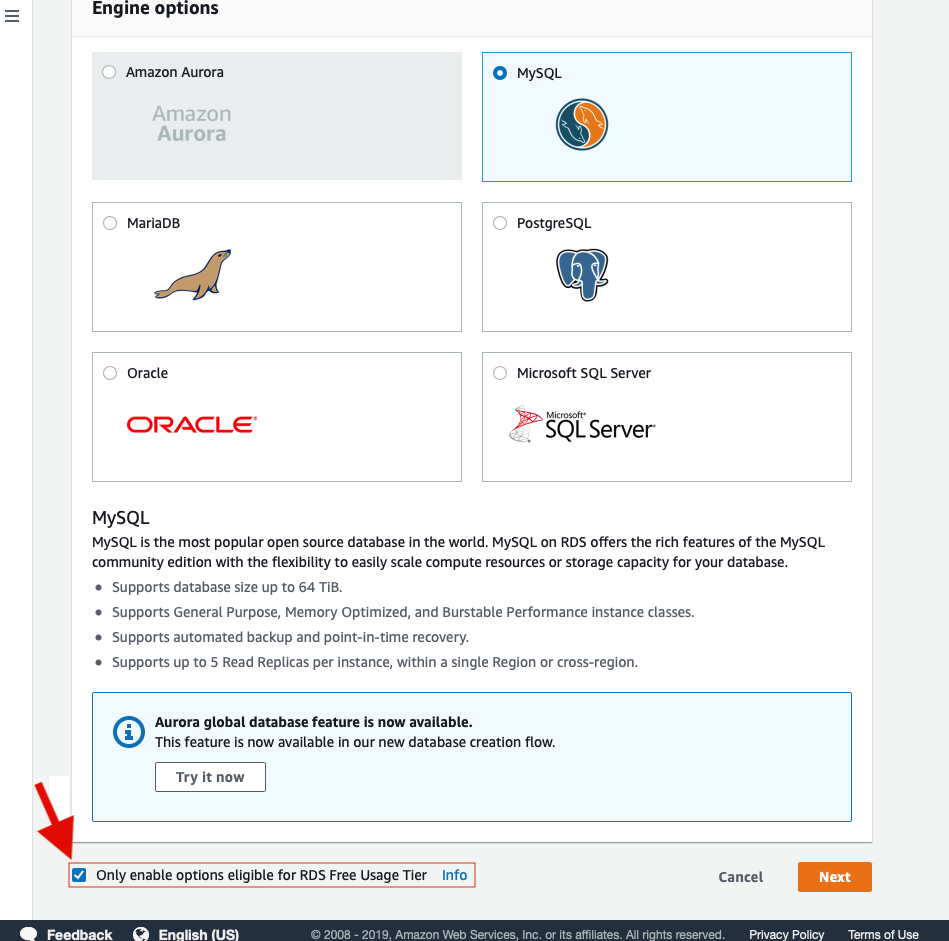 Engine options
Amazon Aurora
Amazon
Aurora
MySQL
MariaDB
PostgreSQL
Oracle
ORACLE®
Microsoft SQL Server
Microsoft®
SQL Server®
MySQL
MySQL is the most popular open source database in the world. MySQL on RDS offers the rich features of the MySQL
community edition with the flexibility to easily scale compute resources or storage capacity for your database.
• Supports database size up to 64 TiB.
• Supports General Purpose, Memory Optimized, and Burstable Performance instance classes.
• Supports automated backup and point-in-time recovery.
• Supports up to 5 Read Replicas per instance, within a single Region or cross-region.
Aurora global database feature is now available.
This feature is now available in our new database creation flow.
Try it now
Only enable options eligible for RDS Free Usage Tier Info
Cancel
Next
Feedback English (US) © 2008 - 2019, Amazon Web Services, Inc. or its affiliates. All rights reserved. Privacy Policy Terms of Use